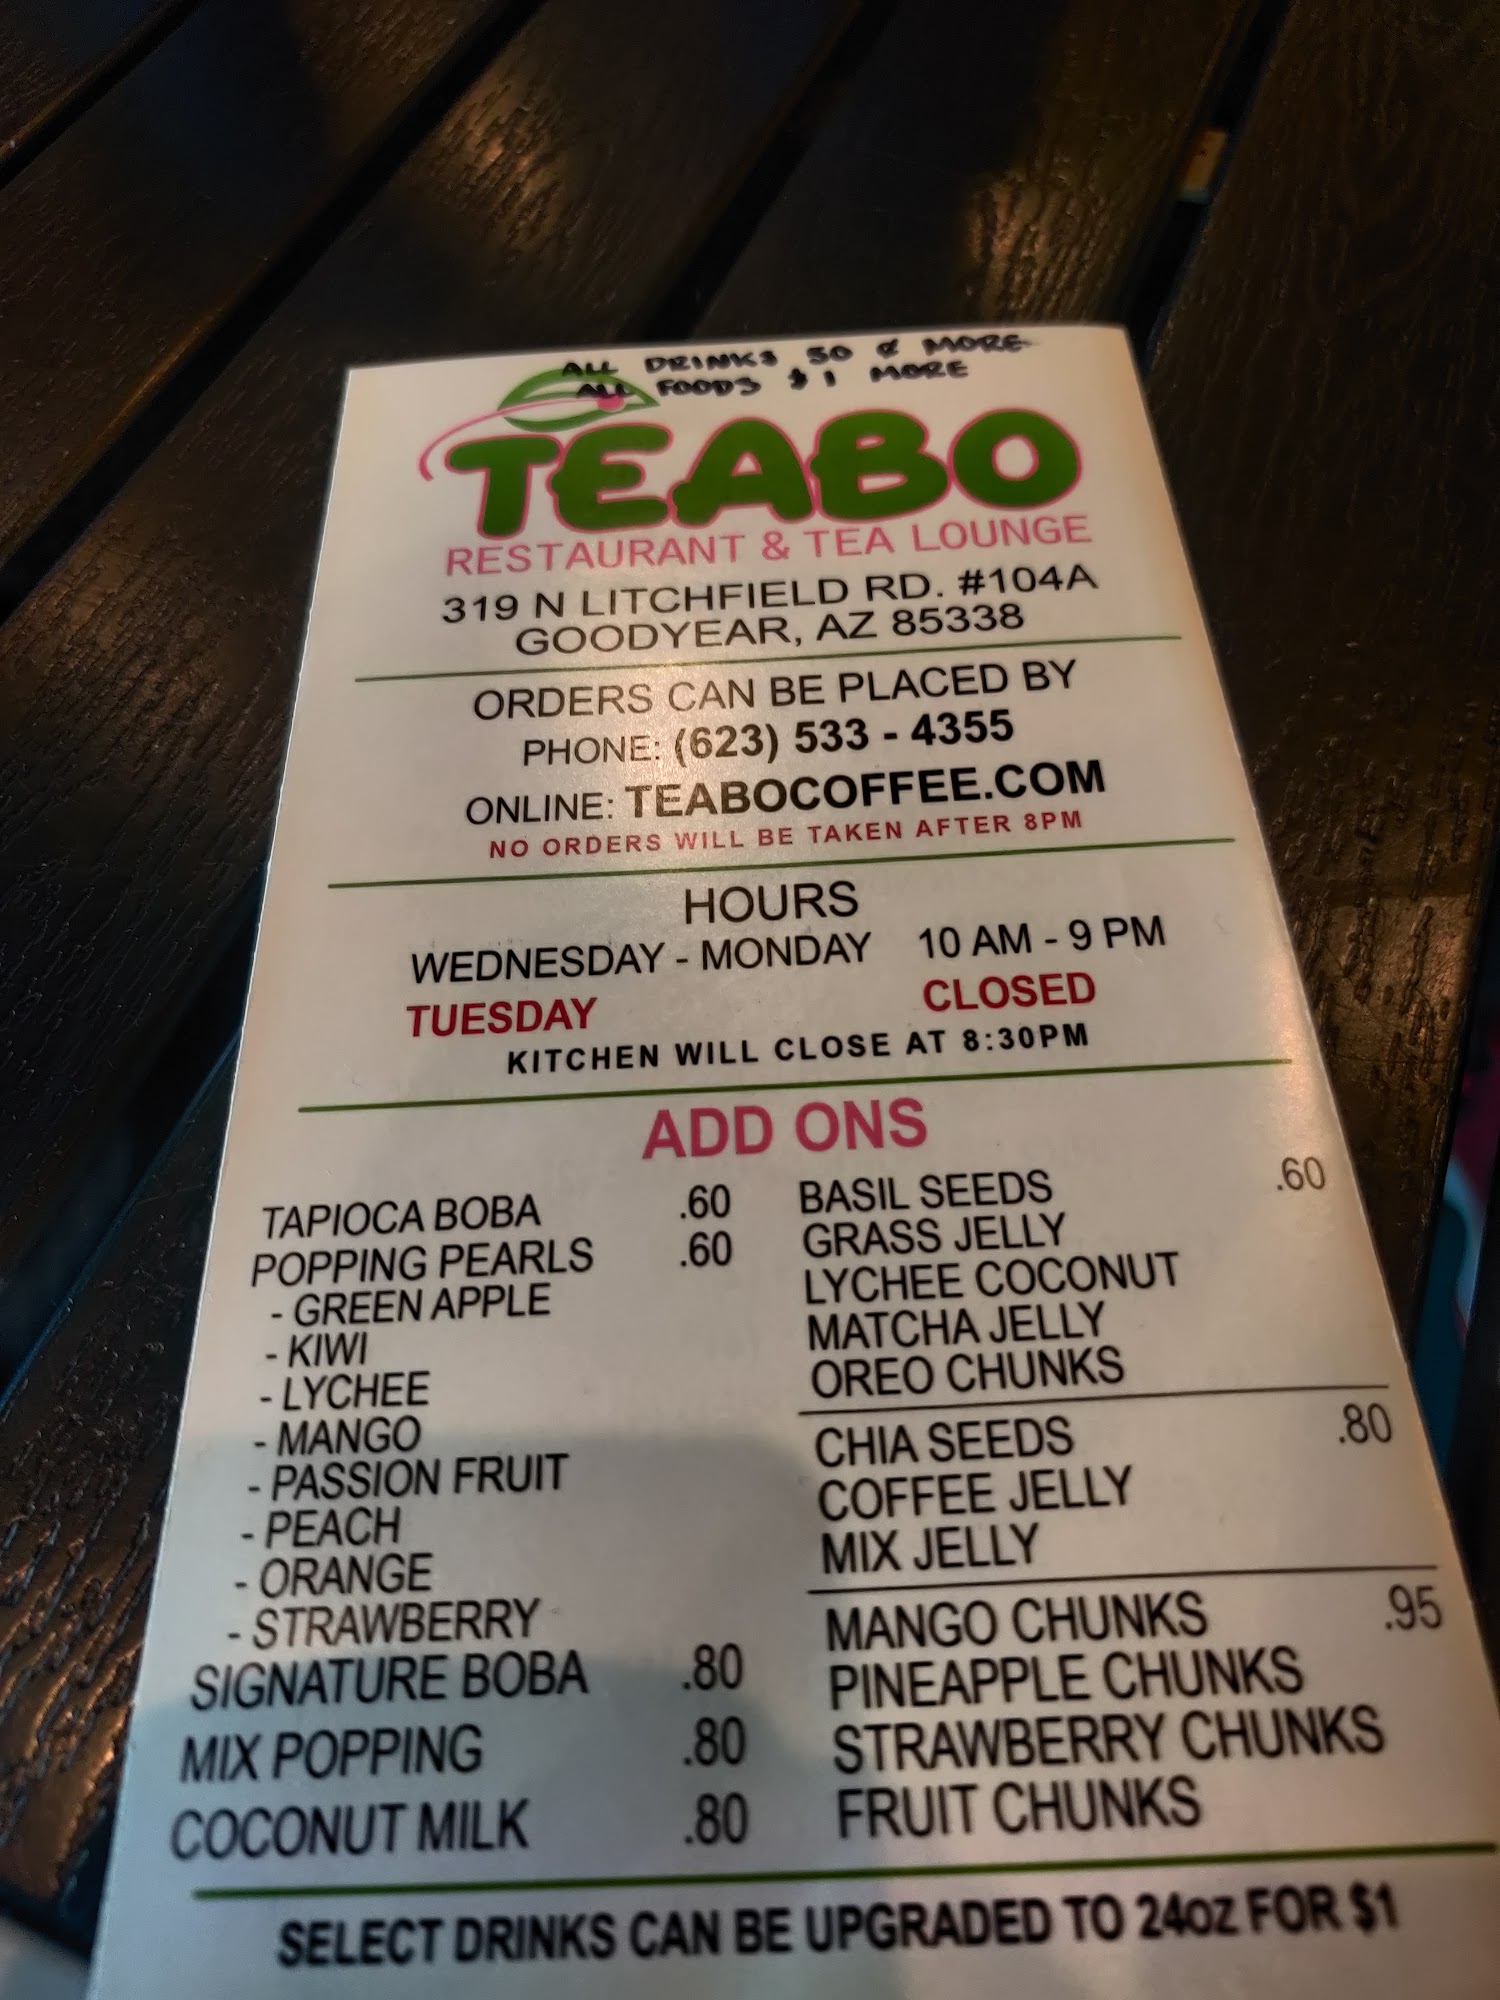 ALL DRINKS 50 ¢ MORE
ALL FOODS $1 MORE
TEABO
RESTAURANT & TEA LOUNGE
319 N LITCHFIELD RD. #104A
GOODYEAR, AZ 85338
ORDERS CAN BE PLACED BY
PHONE: (623) 533 - 4355
ONLINE: TEABOCOFFEE.COM
NO ORDERS WILL BE TAKEN AFTER 8PM
HOURS
WEDNESDAY - MONDAY 10 AM - 9 PM
TUESDAY CLOSED
KITCHEN WILL CLOSE AT 8:30PM
ADD ONS
TAPIOCA BOBA .60
POPPING PEARLS .60
- GREEN APPLE
- KIWI
- LYCHEE
- MANGO
- PASSION FRUIT
- PEACH
- ORANGE
- STRAWBERRY
SIGNATURE BOBA .80
MIX POPPING .80
COCONUT MILK .80
BASIL SEEDS .60
GRASS JELLY
LYCHEE COCONUT
MATCHA JELLY
OREO CHUNKS
CHIA SEEDS .80
COFFEE JELLY
MIX JELLY
MANGO CHUNKS .95
PINEAPPLE CHUNKS
STRAWBERRY CHUNKS
FRUIT CHUNKS
SELECT DRINKS CAN BE UPGRADED TO 24OZ FOR $1